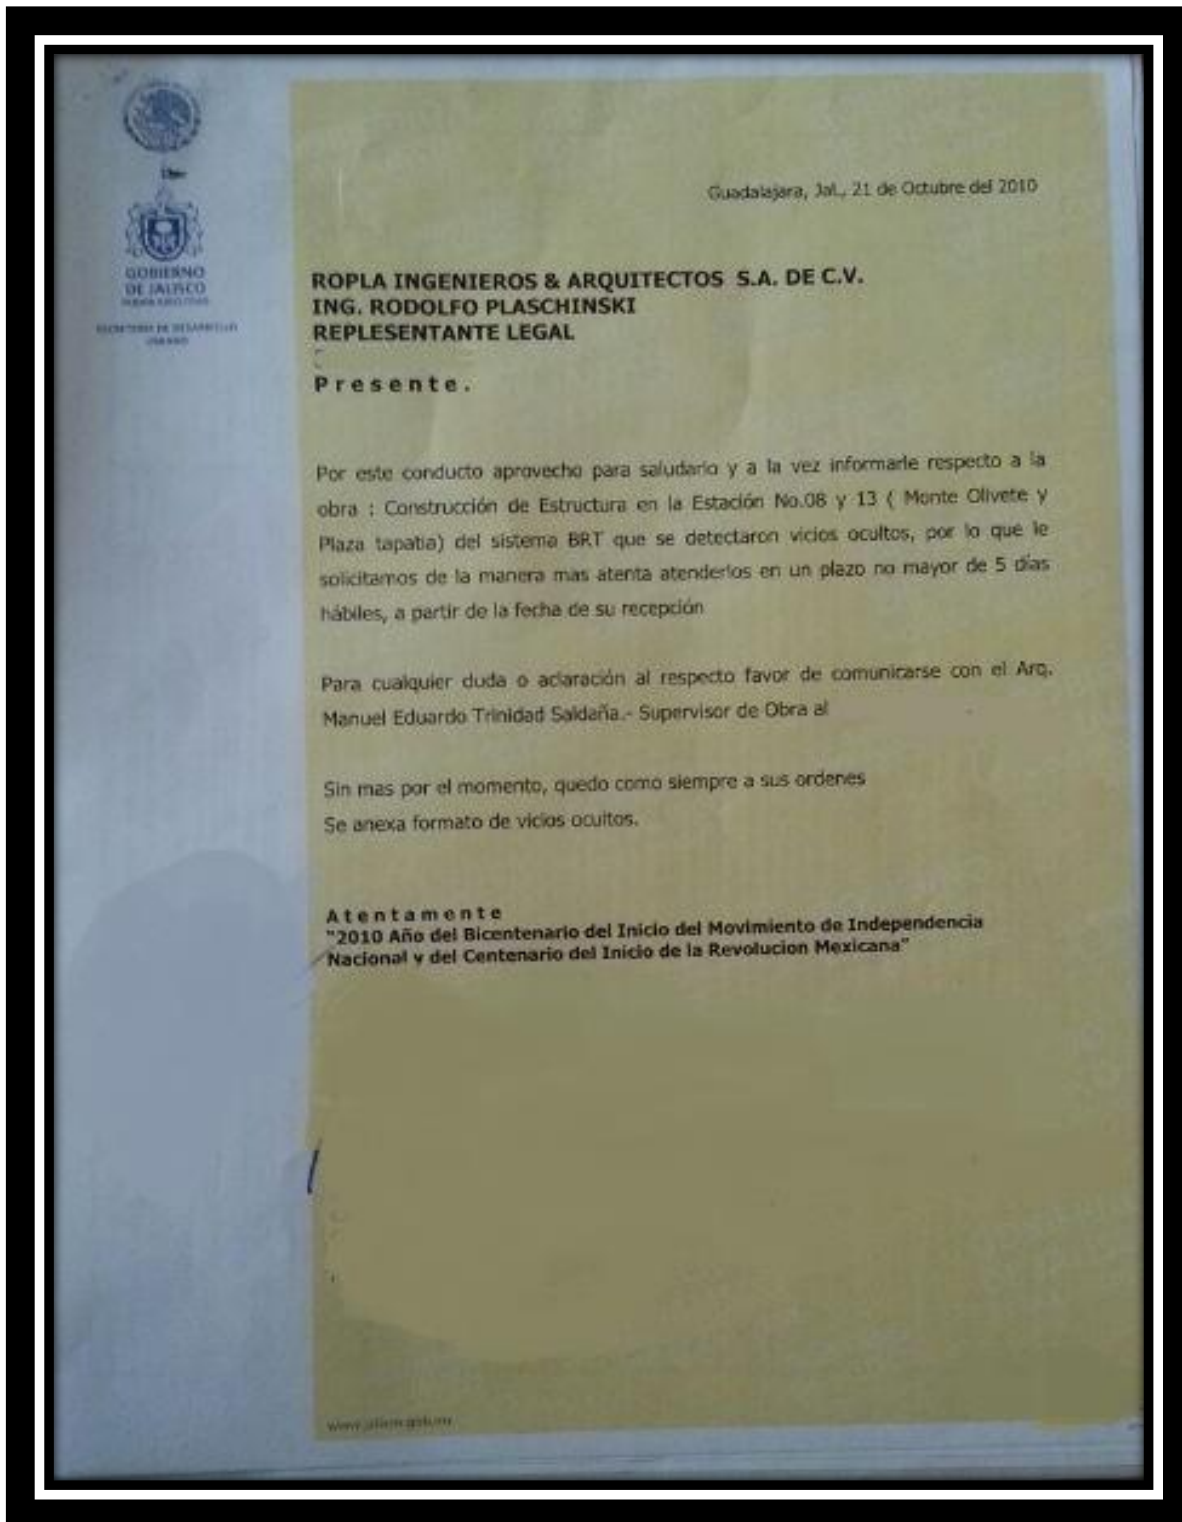 Guadalajara, Jal., 21 de Octubre del 2010
GOBIERNO
DE JALISCO
PODER EJECUTIVO
SECRETARIA DE DESARROLLO
URBANO
ROPLA INGENIEROS & ARQUITECTOS S.A. DE C.V.
ING. RODOLFO PLASCHINSKI
REPLESENTANTE LEGAL
Presente.
Por este conducto aprovecho para saludarlo y a la vez informarle respecto a la
obra : Construcción de Estructura en la Estación No.08 y 13 ( Monte Olivete y
Plaza tapatia) del sistema BRT que se detectaron vicios ocultos, por lo que le
solicitamos de la manera mas atenta atenderlos en un plazo no mayor de 5 días
hábiles, a partir de la fecha de su recepción
Para cualquier duda o aclaración al respecto favor de comunicarse con el Arq.
Manuel Eduardo Trinidad Saldaña.- Supervisor de Obra al
Sin mas por el momento, quedo como siempre a sus ordenes
Se anexa formato de vicios ocultos.
Atentamente
"2010 Año del Bicentenario del Inicio del Movimiento de Independencia
Nacional y del Centenario del Inicio de la Revolucion Mexicana"